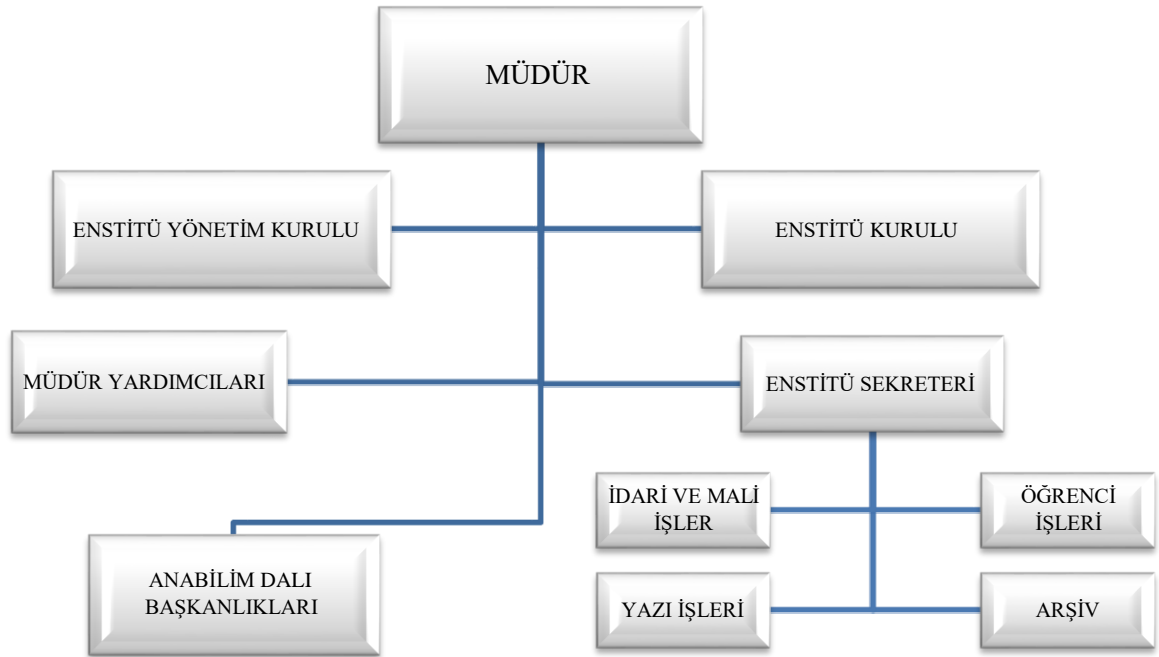 MÜDÜR
ENSTİTÜ YÖNETİM KURULU
ENSTİTÜ KURULU
MÜDÜR YARDIMCILARI
ENSTİTÜ SEKRETERİ
İDARİ VE MALİ
İŞLER
ÖĞRENCİ
İŞLERİ
ANABİLİM DALI
BAŞKANLIKLARI
YAZI İŞLERİ
ARŞİV